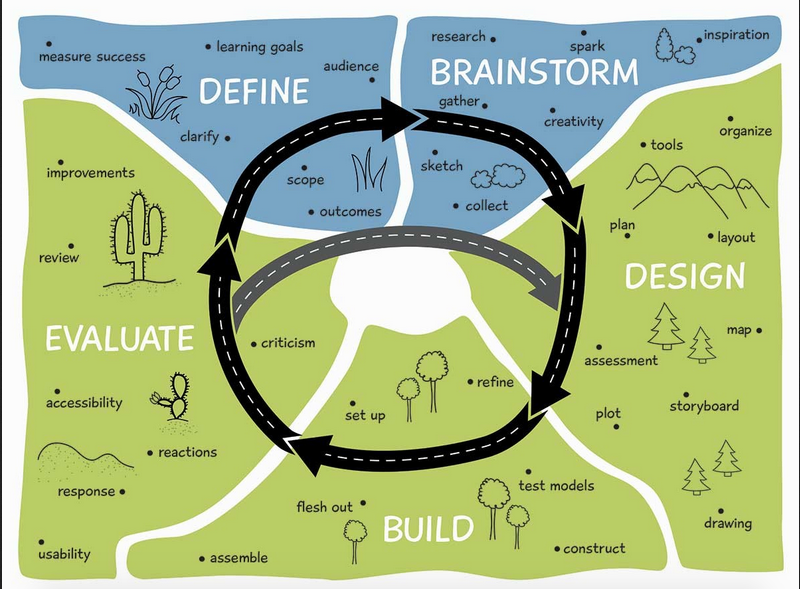 measure success
learning goals
audience
DEFINE
clarify
scope
outcomes
research
spark
inspiration
BRAINSTORM
gather
creativity
sketch
collect
organize
tools
plan
layout
DESIGN
map
assessment
storyboard
plot
drawing
improvements
review
EVALUATE
criticism
accessibility
reactions
response
usability
refine
set up
test models
flesh out
BUILD
construct
assemble